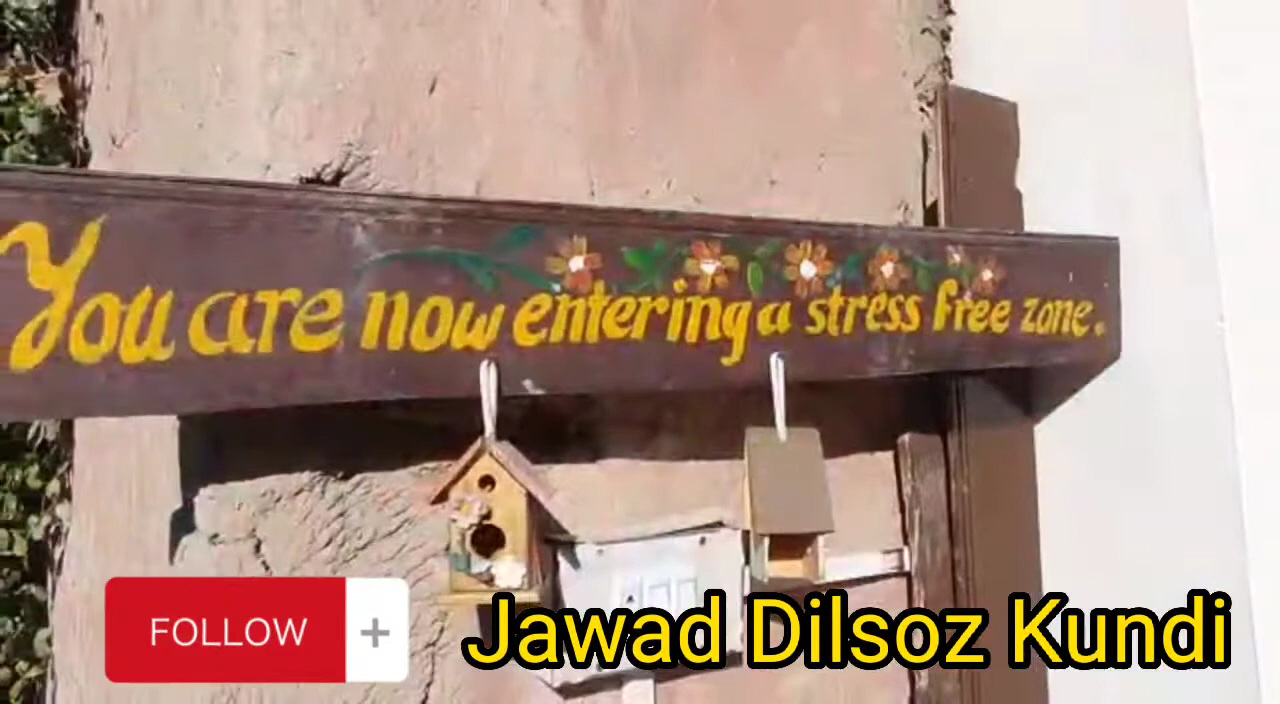 You are now entering a stress free zone.
FOLLOW +
Jawad Dilsoz Kundi